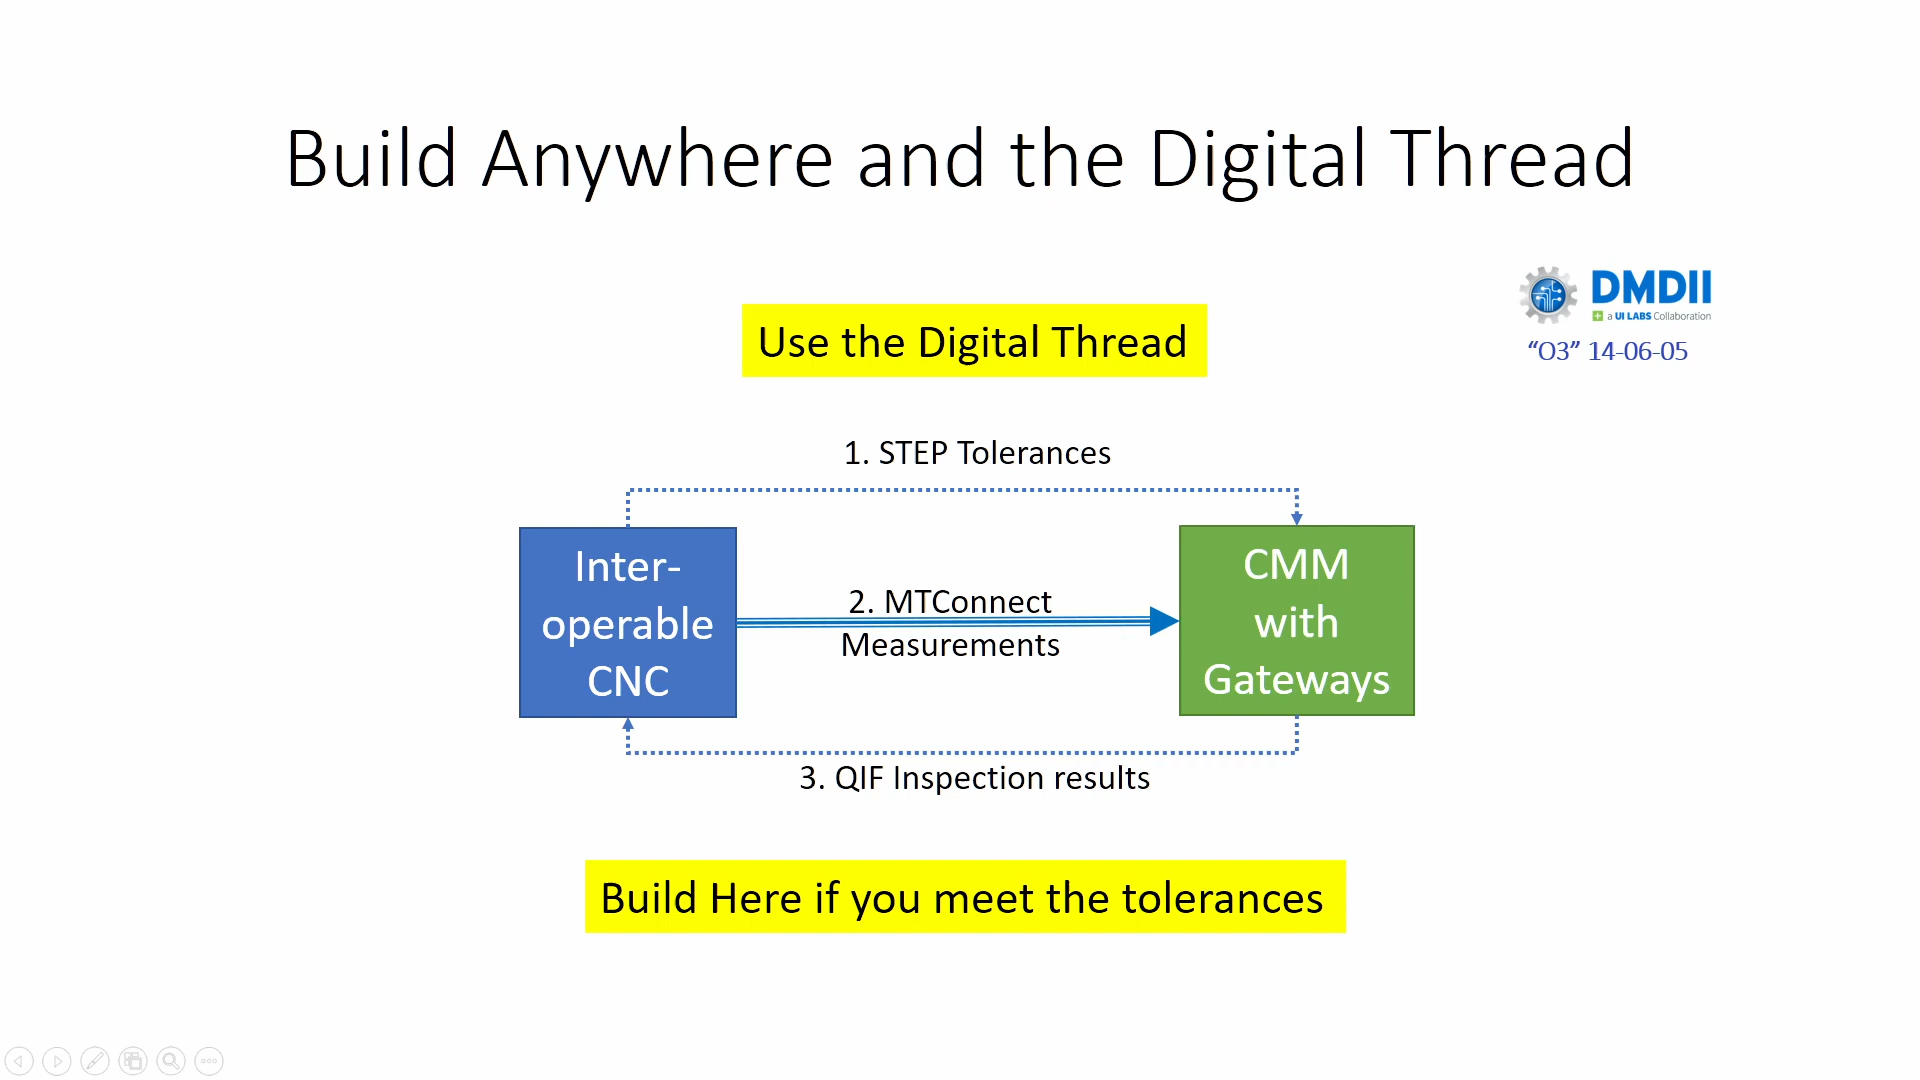 Build Anywhere and the Digital Thread
DMDII
a UI LABS Collaboration
“O3” 14-06-05
Use the Digital Thread
1. STEP Tolerances
Inter-
operable
CNC
2. MTConnect
Measurements
CMM
with
Gateways
3. QIF Inspection results
Build Here if you meet the tolerances